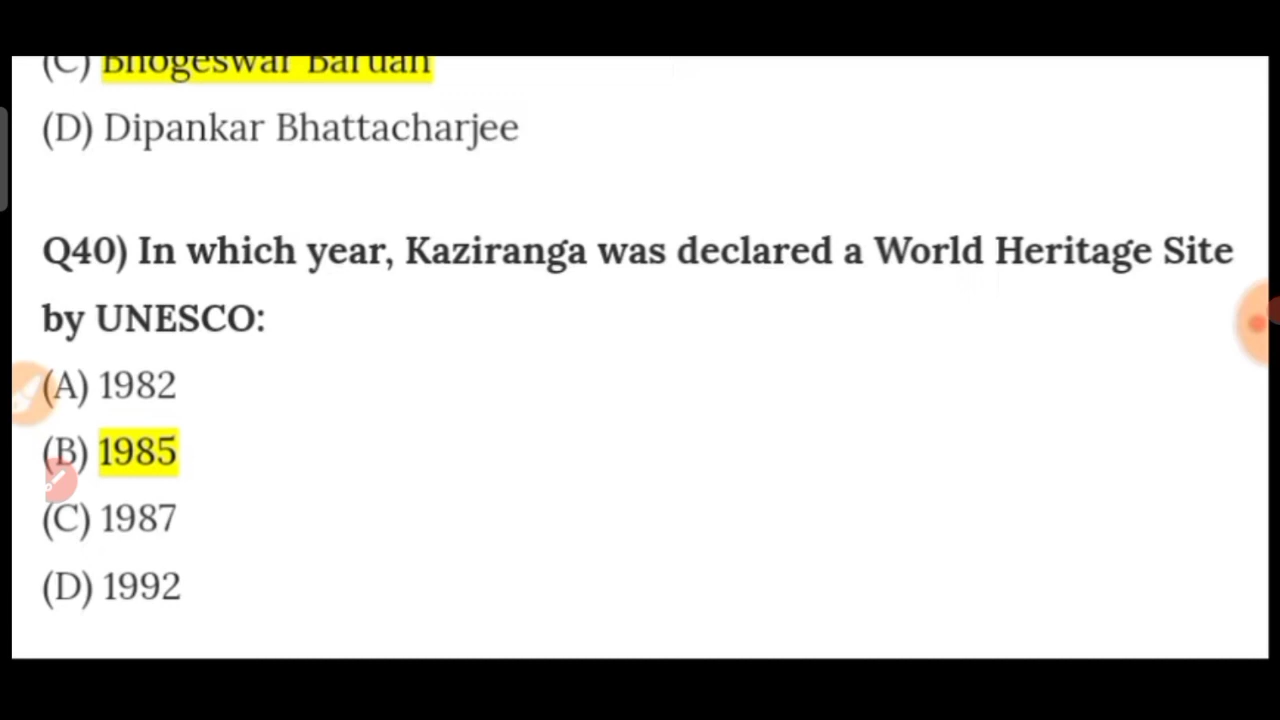 (C) Bhogeswar Baruah
(D) Dipankar Bhattacharjee
Q40) In which year, Kaziranga was declared a World Heritage Site
by UNESCO:
(A) 1982
(B) 1985
(C) 1987
(D) 1992